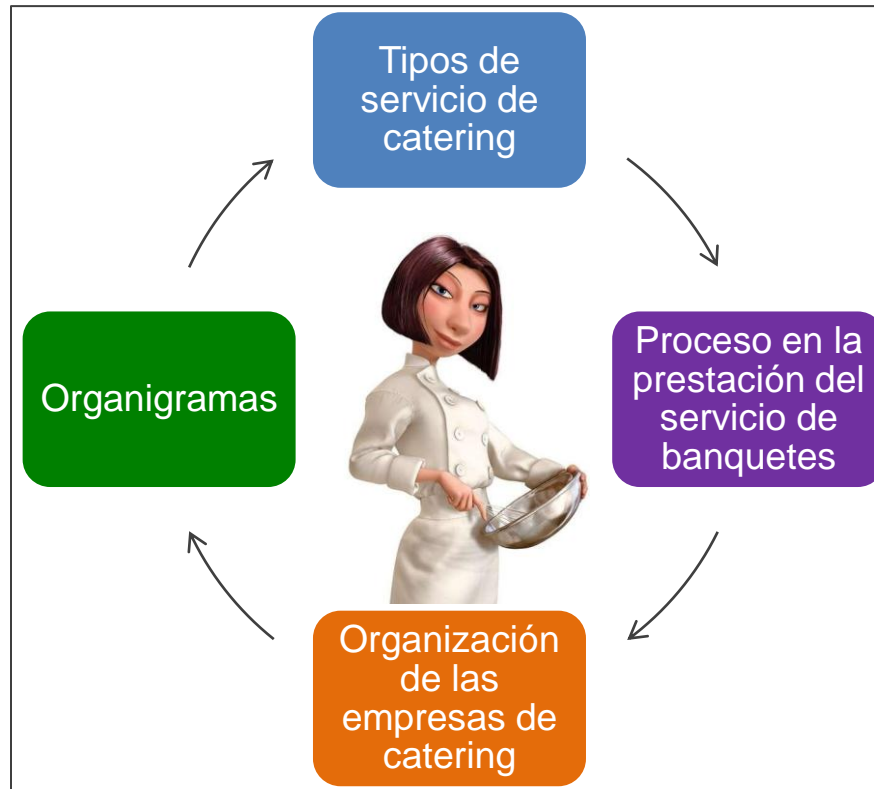 Tipos de
servicio de
catering
Proceso en la
prestación del
servicio de
banquetes
Organización
de las
empresas de
catering
Organigramas